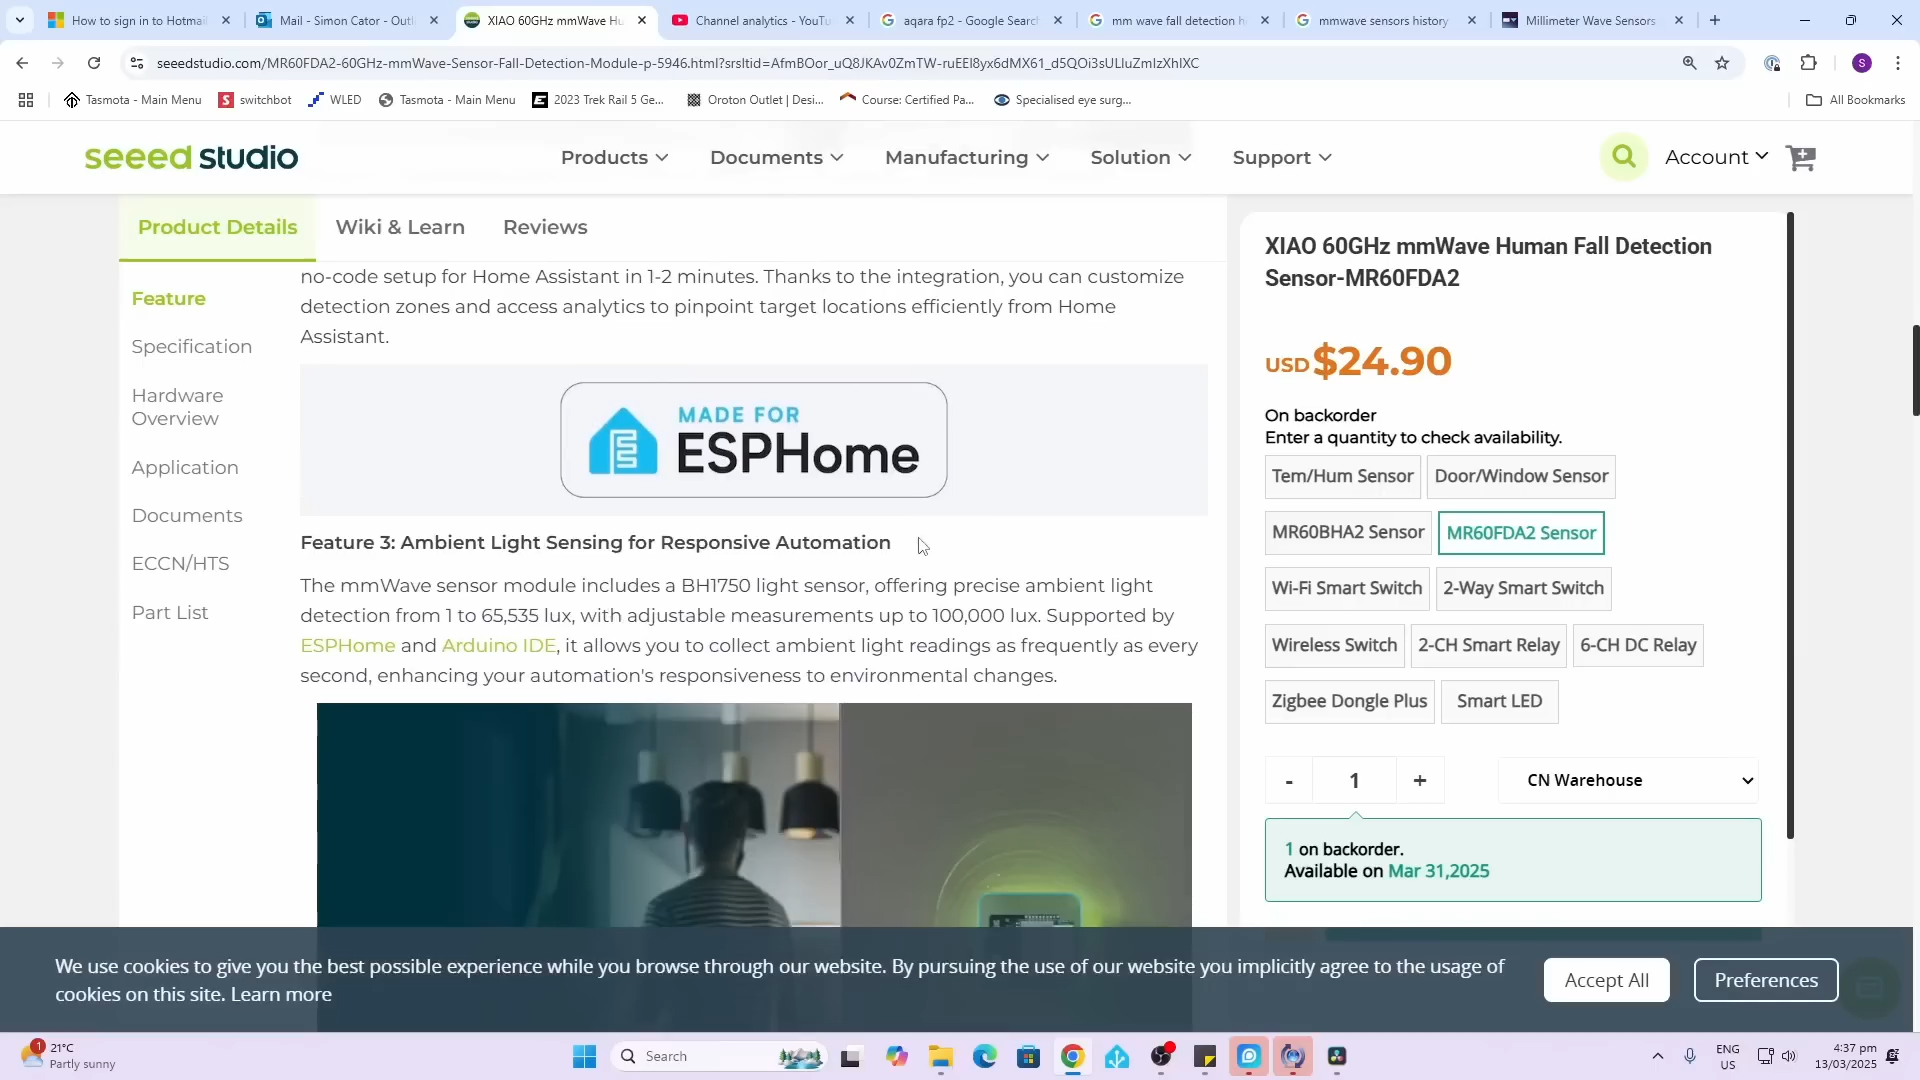 How to sign in to Hotmai
Mail - Simon Cator - Outl
XIAO 60GHz mmWave Hu
Channel analytics - YouTu
aqara fp2 - Google Search
mm wave fall detection h
mmwave sensors history
Millimeter Wave Sensors
seeedstudio.com/MR60FDA2-60GHz-mmWave-Sensor-Fall-Detection-Module-p-5946.html?srsltid=AfmBOor_uQ8JKAv0ZmTW-ruEEI8yx6dMX61_d5QOi3sULluZmIzXhlXC
S
Tasmota - Main Menu
switchbot
WLED
Tasmota - Main Menu
2023 Trek Rail 5 Ge...
Oroton Outlet | Desi...
Course: Certified Pa...
Specialised eye surg...
All Bookmarks
seeed studio
Products
Documents
Manufacturing
Solution
Support
Account
Product Details
Wiki & Learn
Reviews
Feature
Specification
Hardware
Overview
Application
Documents
ECCN/HTS
Part List
no-code setup for Home Assistant in 1-2 minutes. Thanks to the integration, you can customize
detection zones and access analytics to pinpoint target locations efficiently from Home
Assistant.
MADE FOR
ESPHome
Feature 3: Ambient Light Sensing for Responsive Automation
The mmWave sensor module includes a BH1750 light sensor, offering precise ambient light
detection from 1 to 65,535 lux, with adjustable measurements up to 100,000 lux. Supported by
ESPHome and Arduino IDE, it allows you to collect ambient light readings as frequently as every
second, enhancing your automation's responsiveness to environmental changes.
XIAO 60GHz mmWave Human Fall Detection
Sensor-MR60FDA2
USD $24.90
On backorder
Enter a quantity to check availability.
Tem/Hum Sensor
Door/Window Sensor
MR60BHA2 Sensor
MR60FDA2 Sensor
Wi-Fi Smart Switch
2-Way Smart Switch
Wireless Switch
2-CH Smart Relay
6-CH DC Relay
Zigbee Dongle Plus
Smart LED
- 1 +
CN Warehouse
1 on backorder.
Available on Mar 31,2025
We use cookies to give you the best possible experience while you browse through our website. By pursuing the use of our website you implicitly agree to the usage of
cookies on this site. Learn more
Accept All
Preferences
1
21°C
Partly sunny
Search
ENG
US
4:37 pm
13/03/2025